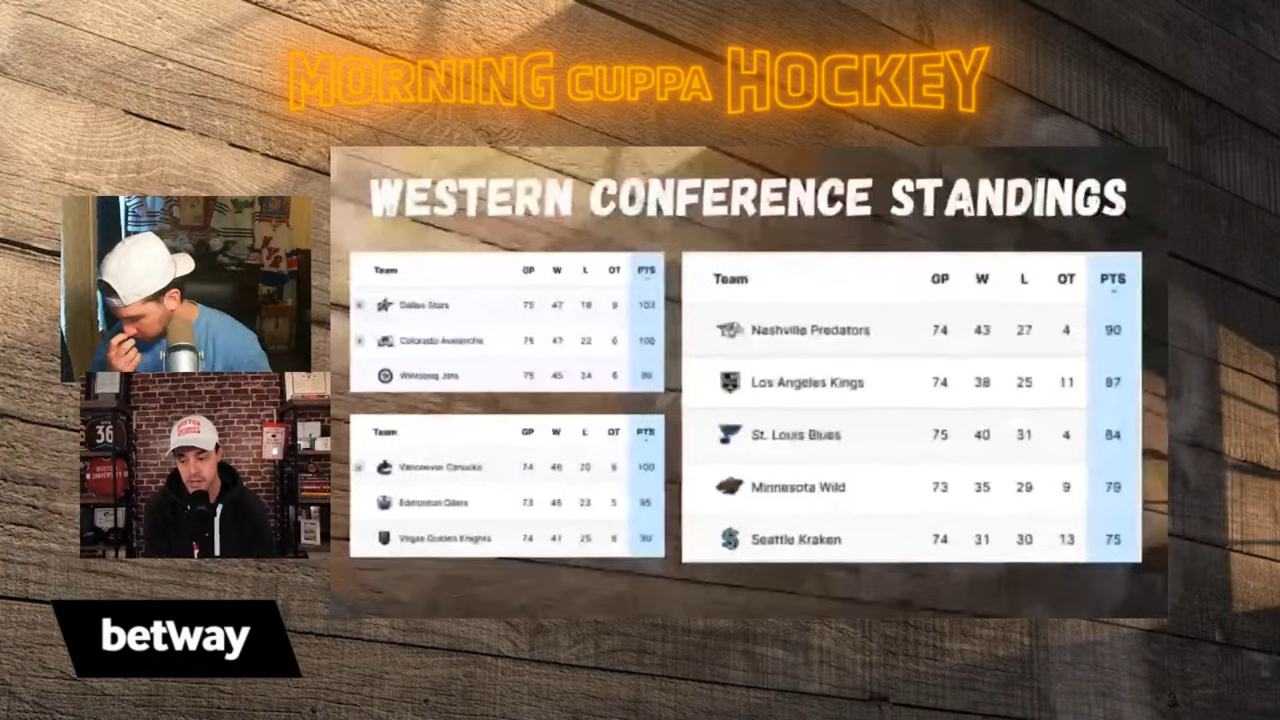 MORNING CUPPA HOCKEY
WESTERN CONFERENCE STANDINGS
Team GP W L OT PTS
Dallas Stars 75 47 18 9 103
Colorado Avalanche 75 47 22 6 100
Winnipeg Jets 75 45 24 6
Team GP W L OT PTS
Vancouver Canucks 74 46 20 8 100
Edmonton Oilers 73 45 23 5 95
Vegas Golden Knights 74 41 25 8 90
Team GP W L OT PTS
Nashville Predators 74 43 27 4 90
Los Angeles Kings 74 38 25 11 87
St. Louis Blues 75 40 31 4 84
Minnesota Wild 73 35 29 9 79
Seattle Kraken 74 31 30 13 75
36
BOSTON
UNIVERSITY
betway